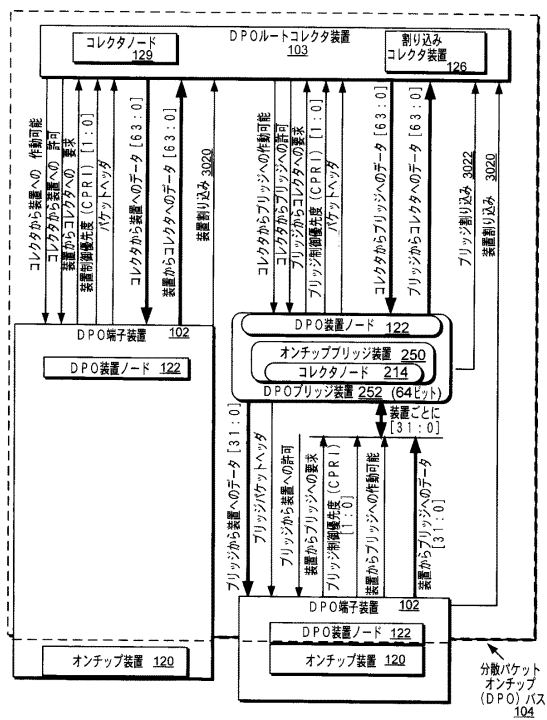 DPOルートコレクタ装置
103
コレクタノード
129
割り込み
コレクタ装置
126
コレクタから装置への 作動可能
コレクタから装置への 許可
装置からコレクタへの 要求
装置制御優先度(CPRI) [1:0]
パケットヘッダ
コレクタから装置へのデータ [63:0]
装置からコレクタへのデータ [63:0]
装置割り込み 3020
コレクタからブリッジへの作動可能
コレクタからブリッジへの許可
ブリッジからコレクタへの要求
ブリッジ制御優先度(CPRI) [1:0]
パケットヘッダ
コレクタからブリッジへのデータ [63:0]
ブリッジからコレクタへのデータ [63:0]
ブリッジ割り込み 3022
装置割り込み 3020
DPO端子装置 102
DPO装置ノード 122
DPO装置ノード 122
オンチップブリッジ装置 250
コレクタノード 214
DPOブリッジ装置 252 (64ビット)
装置ごとに
[31:0]
ブリッジから装置へのデータ [31:0]
ブリッジパケットヘッダ
ブリッジから装置への許可
装置からブリッジへの要求
ブリッジ制御優先度(CPRI)
[1:0]
装置からブリッジへの作動可能
装置からブリッジへのデータ
[31:0]
DPO端子装置 102
DPO装置ノード 122
オンチップ装置 120
オンチップ装置 120
分散パケット
オンチップ
(DPO)バス
104